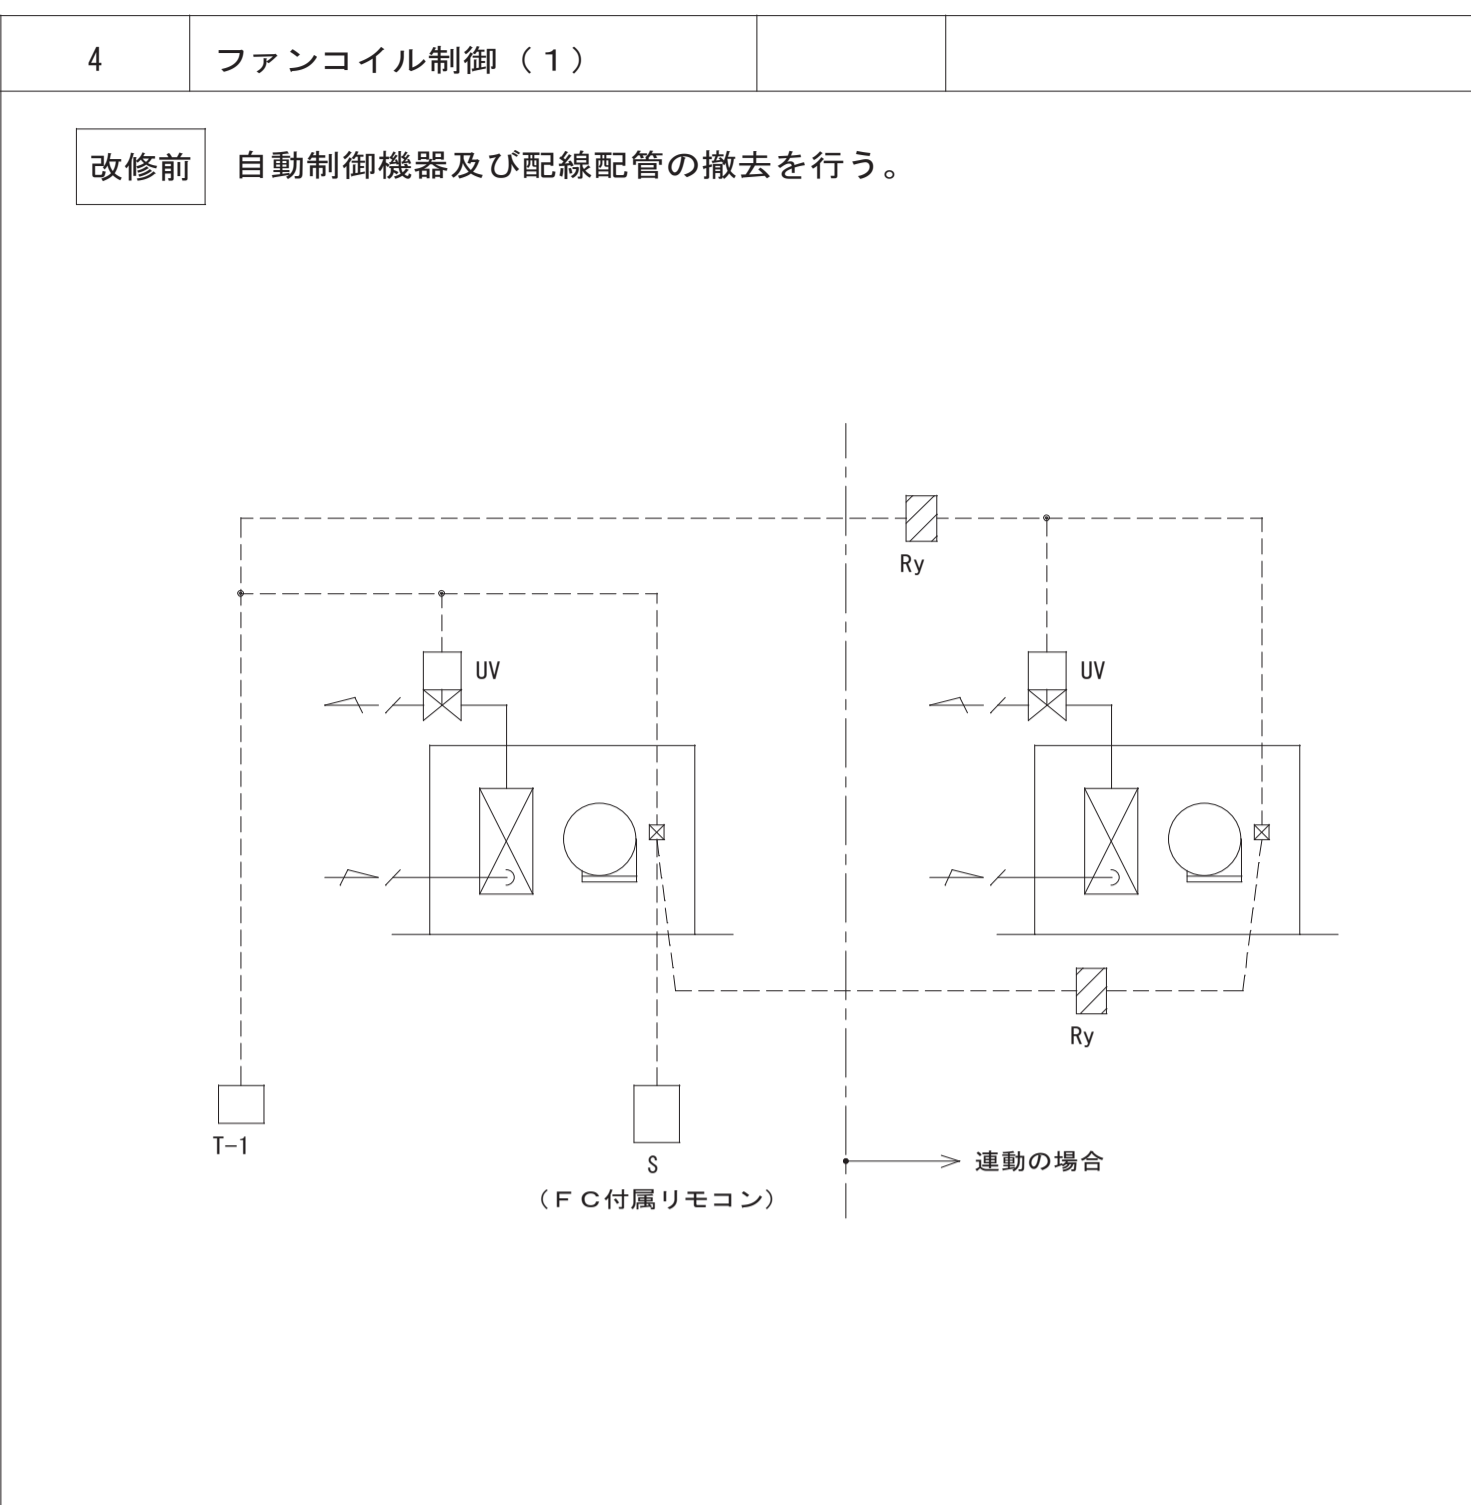 4 ファンコイル制御（１）
改修前 自動制御機器及び配線配管の撤去を行う。
Ry
UV UV
Ry
T-1
S
連動の場合
（ＦＣ付属リモコン）